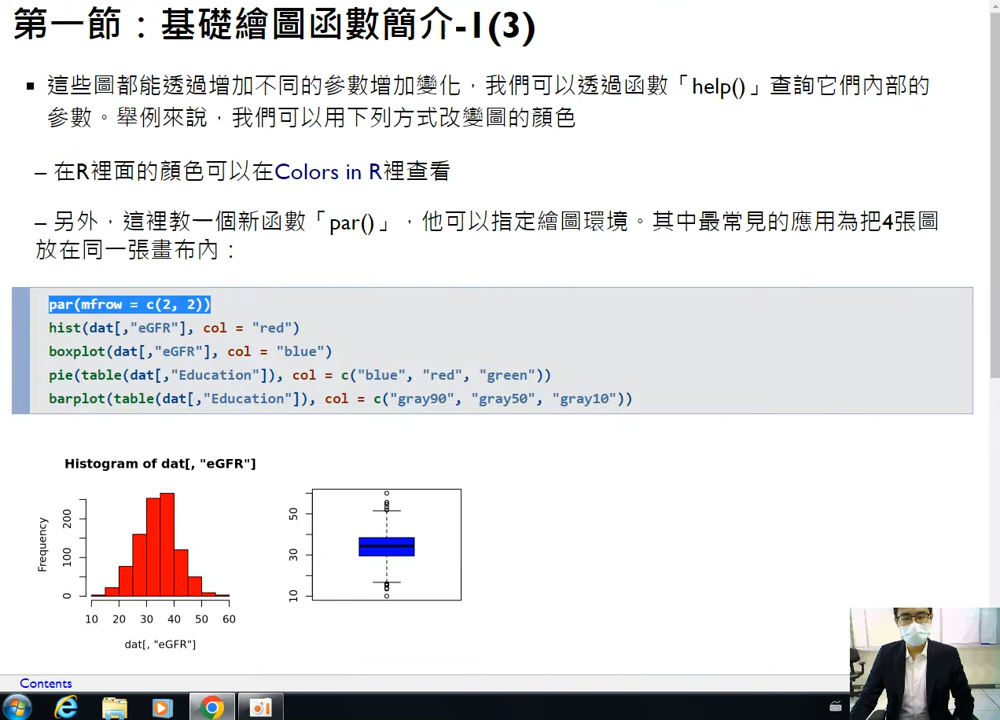 第一節：基礎繪圖函數簡介-1(3)
▪ 這些圖都能透過增加不同的參數增加變化，我們可以透過函數「help()」查詢它們內部的
參數。舉例來說，我們可以用下列方式改變圖的顏色
– 在R裡面的顏色可以在Colors in R裡查看
– 另外，這裡教一個新函數「par()」，他可以指定繪圖環境。其中最常見的應用為把4張圖
放在同一張畫布內：
par(mfrow = c(2, 2))
hist(dat[,"eGFR"], col = "red")
boxplot(dat[,"eGFR"], col = "blue")
pie(table(dat[,"Education"]), col = c("blue", "red", "green"))
barplot(table(dat[,"Education"]), col = c("gray90", "gray50", "gray10"))
Histogram of dat[, "eGFR"]
Frequency
0 100 200
10 20 30 40 50 60
dat[, "eGFR"]
10 30 50
Contents